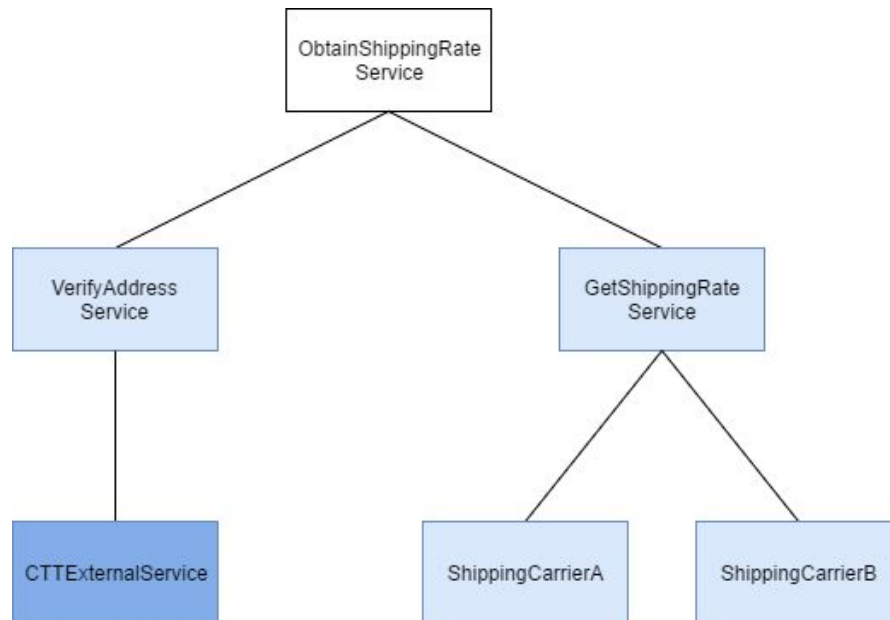 ObtainShippingRate
Service
VerifyAddress
Service
GetShippingRate
Service
CTTExternalService
ShippingCarrierA
ShippingCarrierB